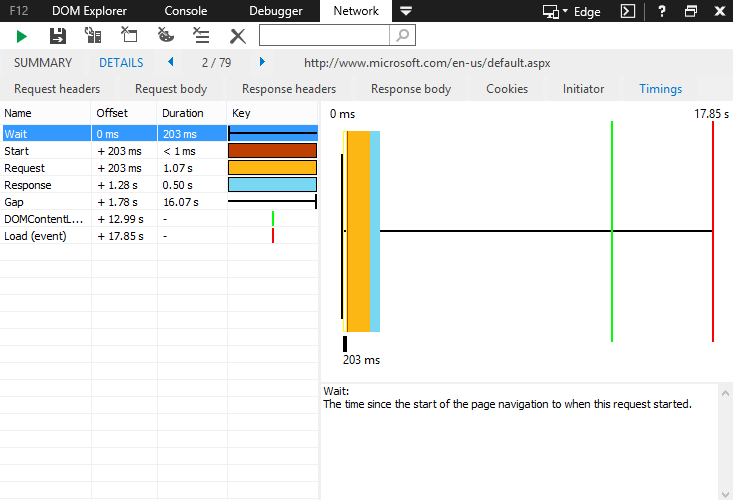 F12 DOM Explorer Console Debugger Network Edge ?
SUMMARY DETAILS 2 / 79 http://www.microsoft.com/en-us/default.aspx
Request headers Request body Response headers Response body Cookies Initiator Timings
Name Offset Duration Key
Wait 0 ms 203 ms
Start + 203 ms < 1 ms
Request + 203 ms 1.07 s
Response + 1.28 s 0.50 s
Gap + 1.78 s 16.07 s
DOMContentL... + 12.99 s -
Load (event) + 17.85 s -
0 ms 17.85 s
203 ms
Wait:
The time since the start of the page navigation to when this request started.